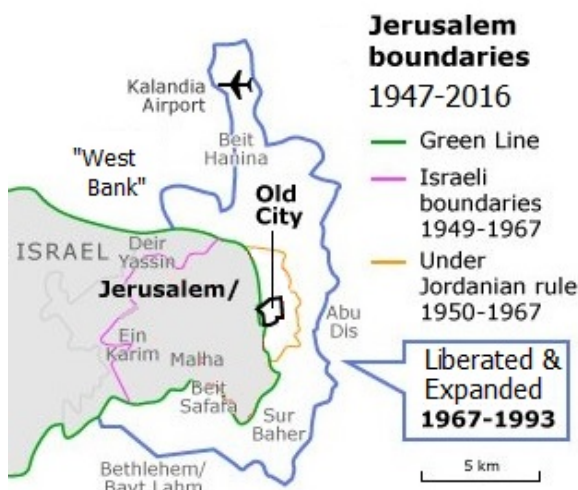 Jerusalem
boundaries
1947-2016
Green Line
Israeli
boundaries
1949-1967
Under
Jordanian rule
1950-1967
Liberated &
Expanded
1967-1993
5 km
Kalandia
Airport
Beit
Hanina
"West
Bank"
Old
City
ISRAEL
Deir
Yassin
Jerusalem/
Abu
Dis
Ein
Karim
Malha
Beit
Safafa
Sur
Baher
Bethlehem/
Bayt Lahm